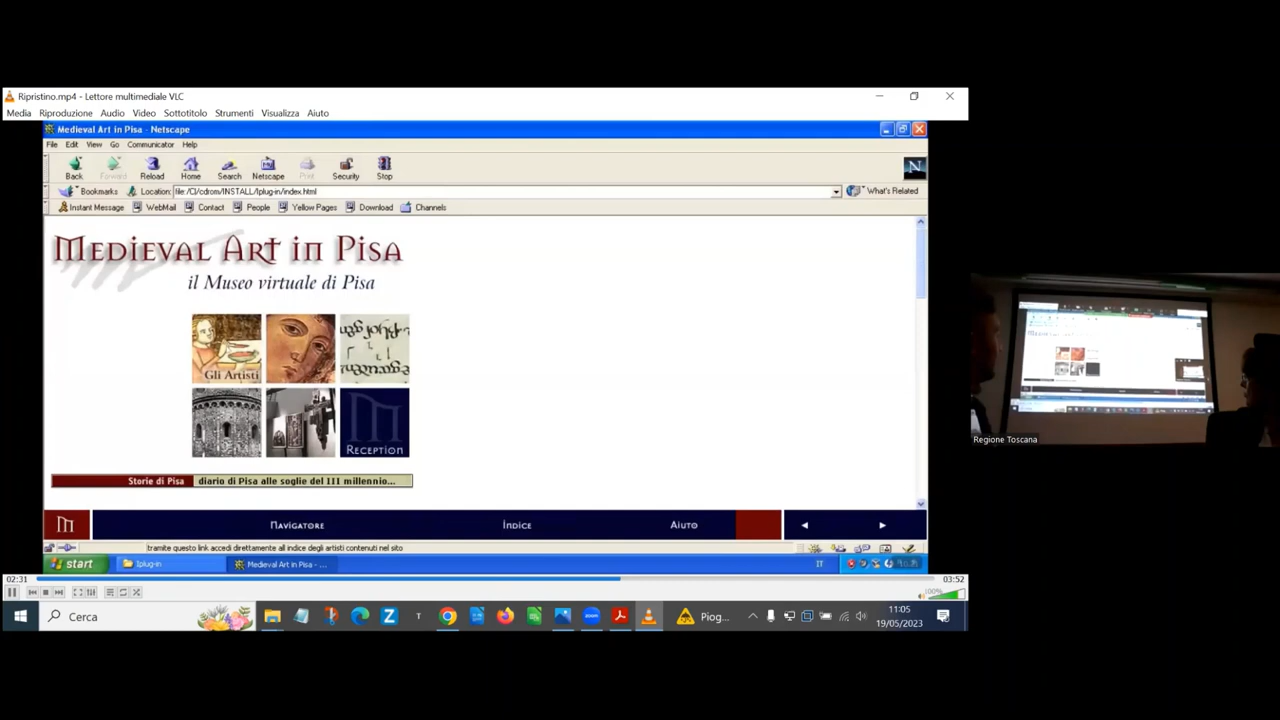 Ripristino.mp4 - Lettore multimediale VLC
Media Riproduzione Audio Video Sottotitolo Strumenti Visualizza Aiuto
Medieval Art in Pisa - Netscape
File Edit View Go Communicator Help
Back Forward Reload Home Search Netscape Print Security Stop
N
Bookmarks Location: file:/C|/cdrom/INSTALL/Iplug-in/index.html What's Related
Instant Message WebMail Contact People Yellow Pages Download Channels
Medieval Art in Pisa
il Museo virtuale di Pisa
Gli Artisti
M
Reception
Storie di Pisa diario di Pisa alle soglie del III millennio...
M Navigatore Indice Aiuto
tramite questo link accedi direttamente all indice degli artisti contenuti nel sito
start Iplug-in Medieval Art in Pisa - ... IT
02:31 03:52
100%
Cerca Z T zoom Piog... 11:05
19/05/2023
Regione Toscana